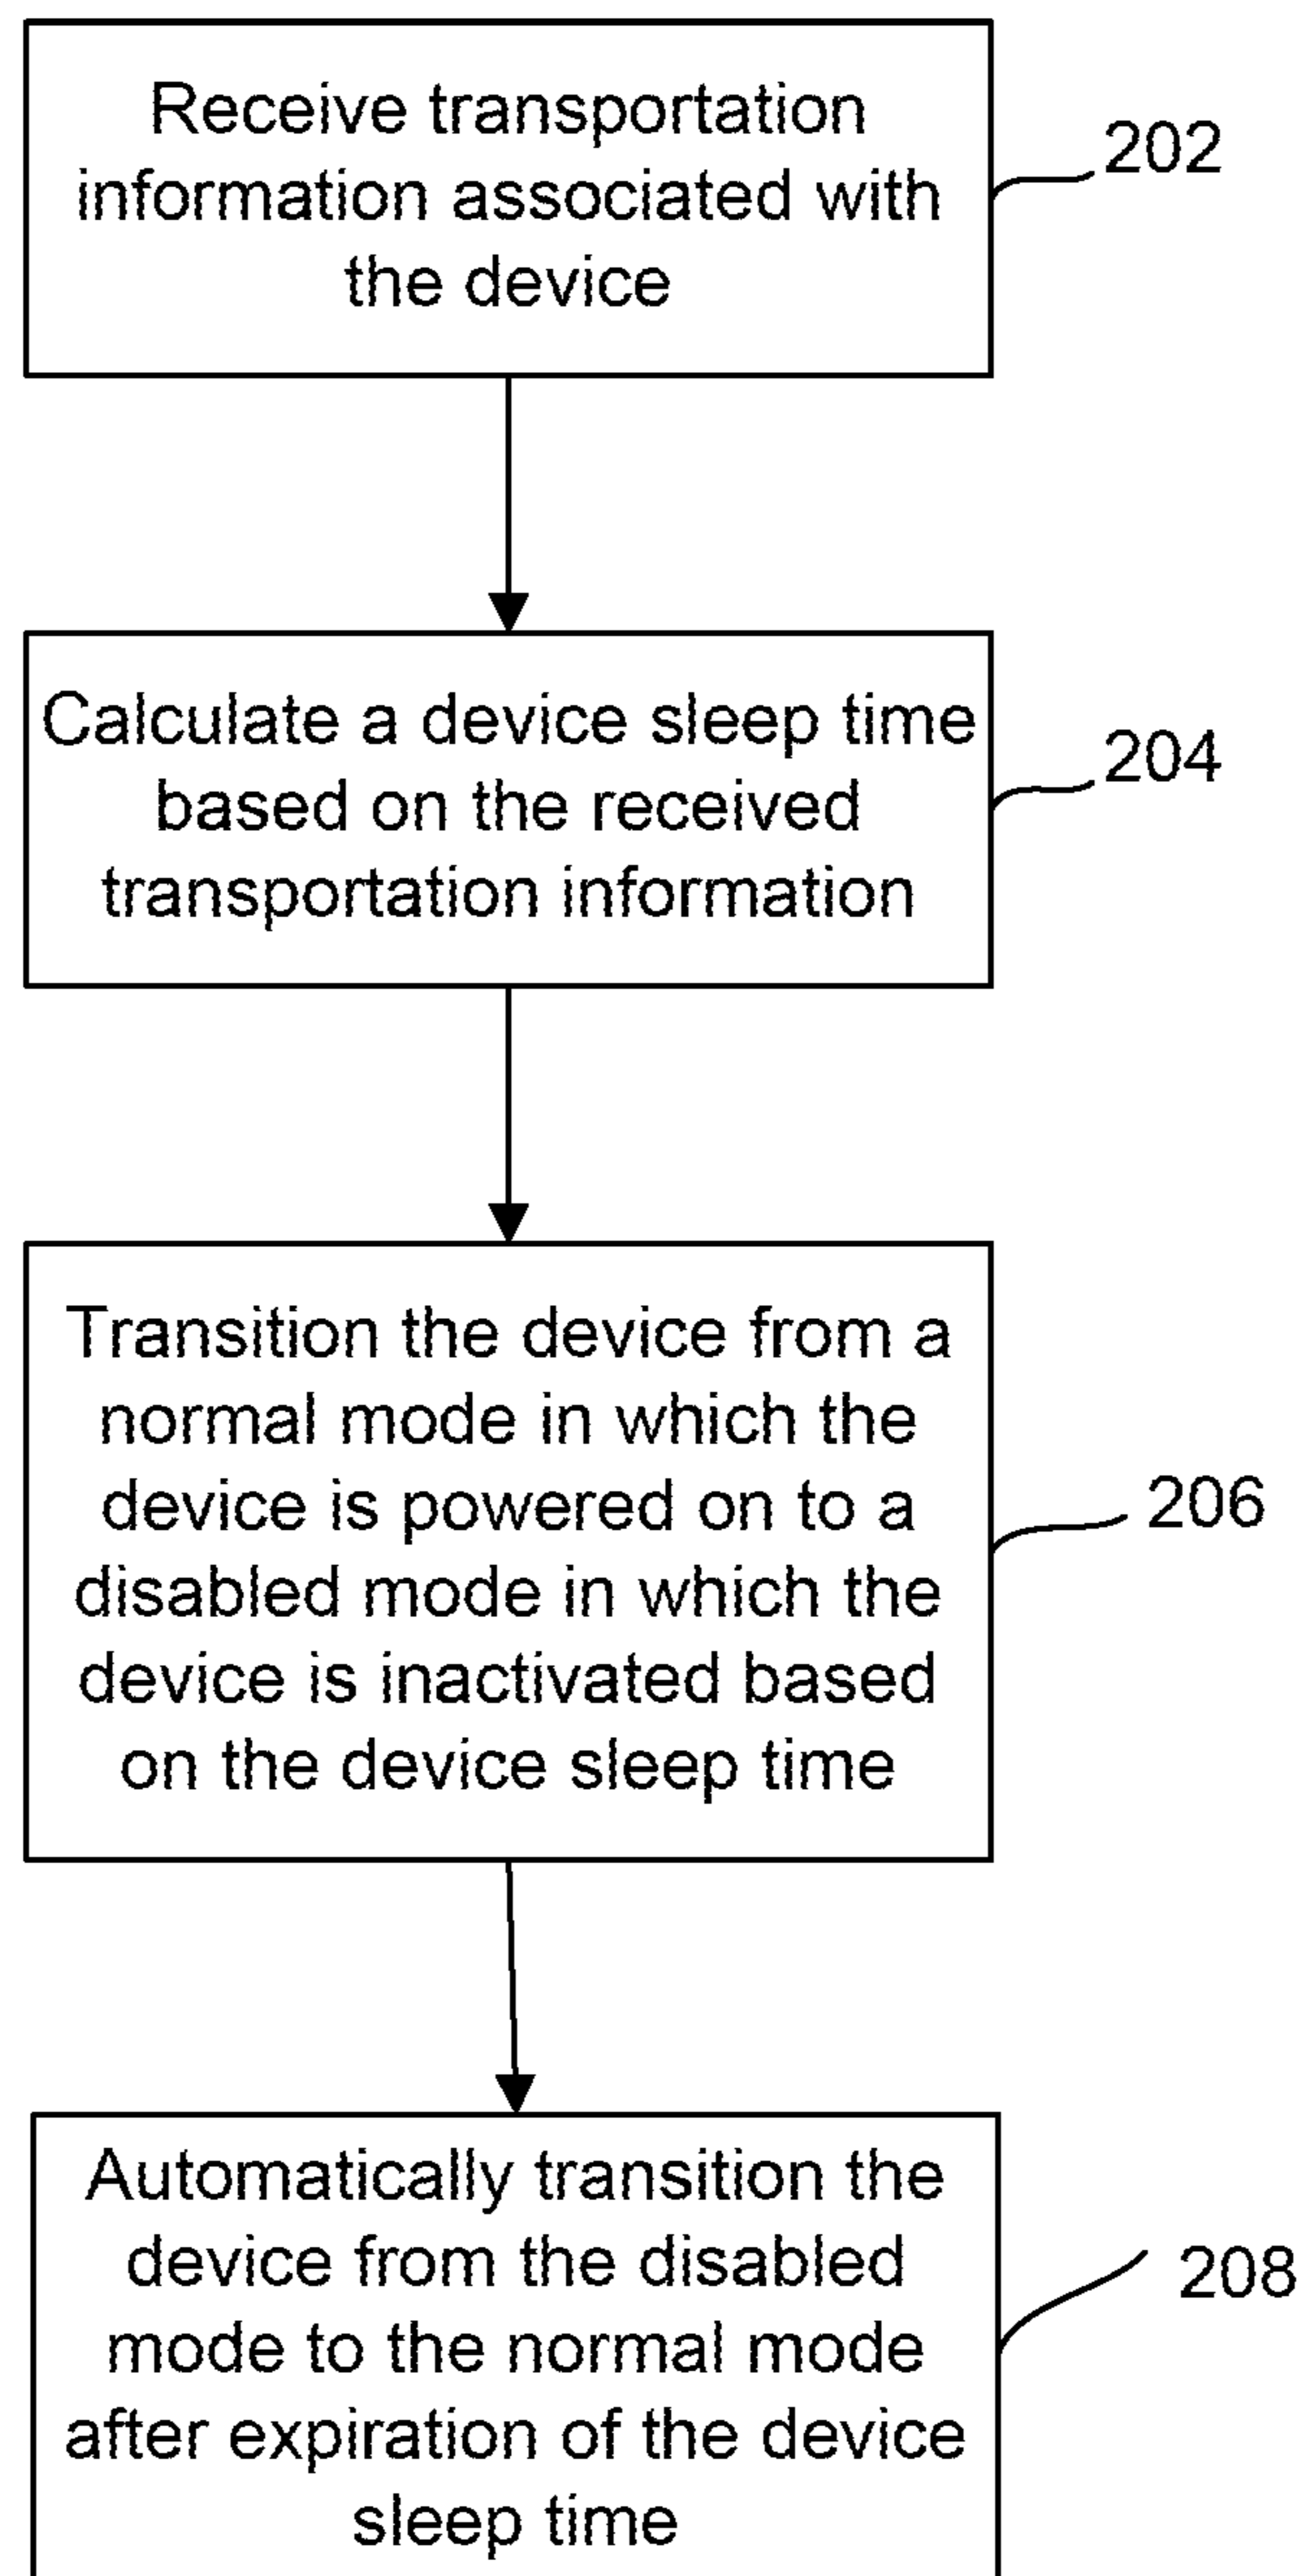 Receive transportation
information associated with
the device
202
Calculate a device sleep time
based on the received
transportation information
204
Transition the device from a
normal mode in which the
device is powered on to a
disabled mode in which the
device is inactivated based
on the device sleep time
206
Automatically transition the
device from the disabled
mode to the normal mode
after expiration of the device
sleep time
208